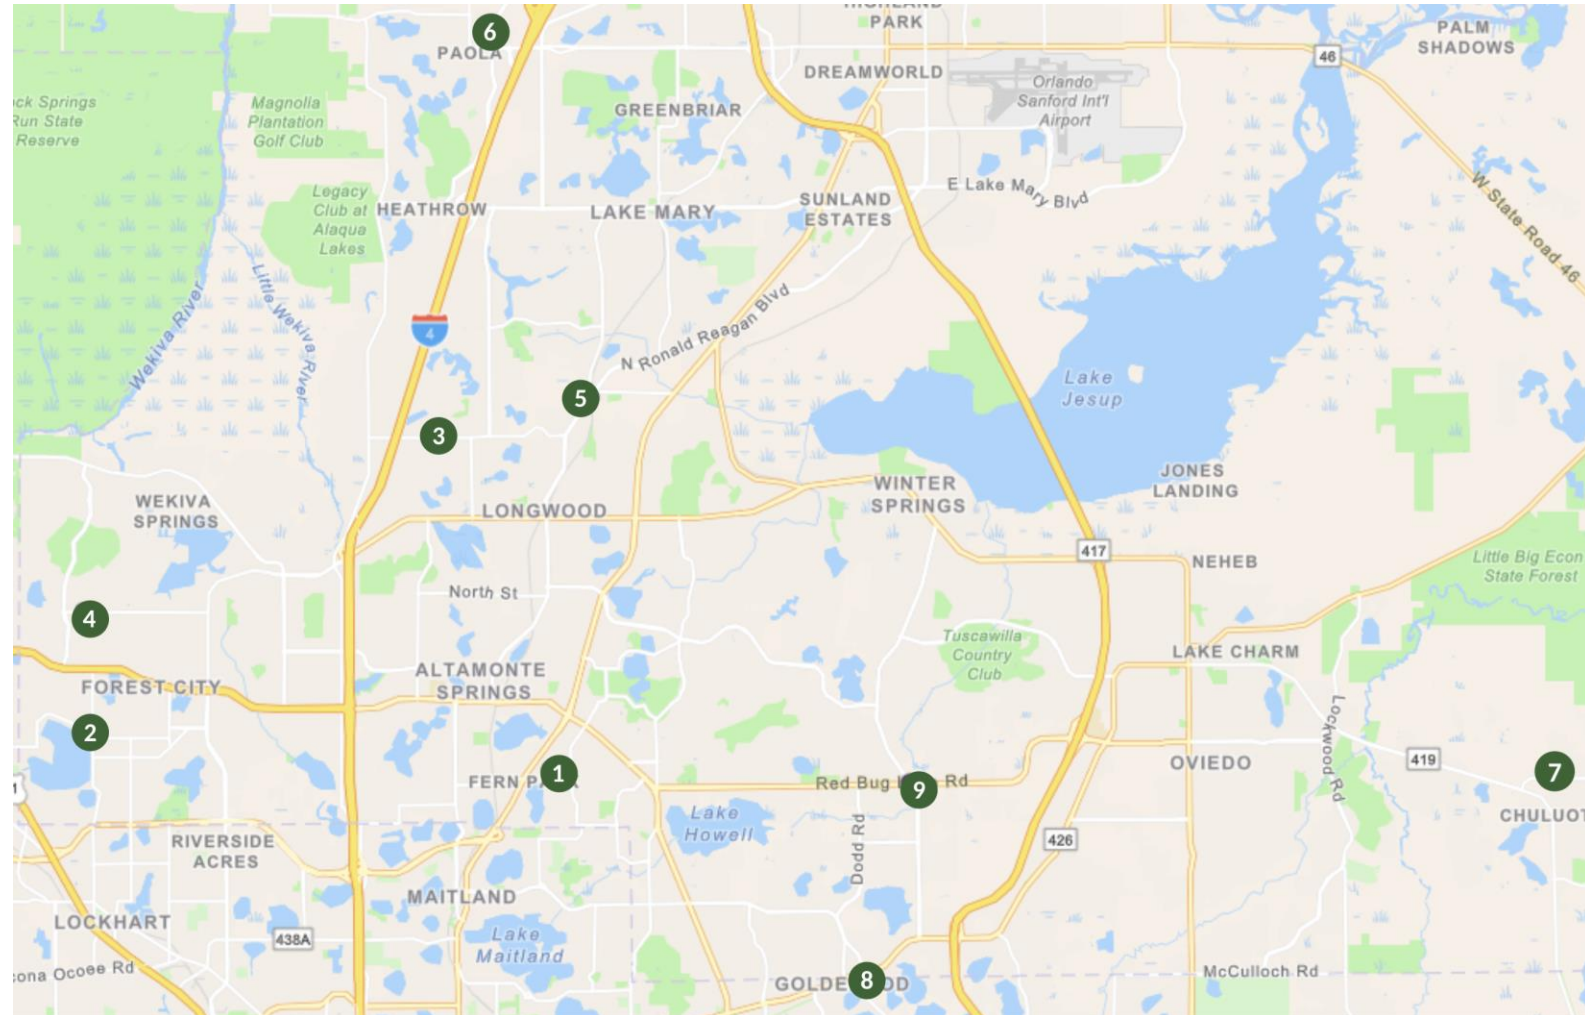 6
PARK
PALM
SHADOWS
PAOLA
46
DREAMWORLD
Orlando
Sanford Int'l
Airport
ck Springs
Run State
Reserve
Magnolia
Plantation
Golf Club
GREENBRIAR
Legacy
Club at
Alaqua
Lakes
HEATHROW
LAKE MARY
SUNLAND
ESTATES
E Lake Mary Blvd
W State Road 46
Wekiva River
Little Wekiva River
4
N Ronald Reagan Blvd
5
Lake
Jesup
3
JONES
LANDING
WINTER
SPRINGS
WEKIVA
SPRINGS
LONGWOOD
417
NEHEB
Little Big Econ
State Forest
North St
4
Tuscawilla
Country
Club
LAKE CHARM
ALTAMONTE
SPRINGS
FOREST CITY
Lockwood Rd
2
OVIEDO
419
1
FERN
7
Red Bug
Rd
9
1
Lake
Howell
CHULUOT
RIVERSIDE
ACRES
Dodd Rd
426
MAITLAND
LOCKHART
438A
Lake
Maitland
cona Ocoee Rd
McCulloch Rd
8